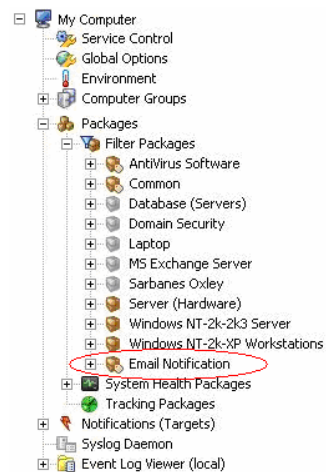 My Computer
Service Control
Global Options
Environment
Computer Groups
Packages
Filter Packages
AntiVirus Software
Common
Database (Servers)
Domain Security
Laptop
MS Exchange Server
Sarbanes Oxley
Server (Hardware)
Windows NT-2k-2k3 Server
Windows NT-2k-XP Workstations
Email Notification
System Health Packages
Tracking Packages
Notifications (Targets)
Syslog Daemon
Event Log Viewer (local)